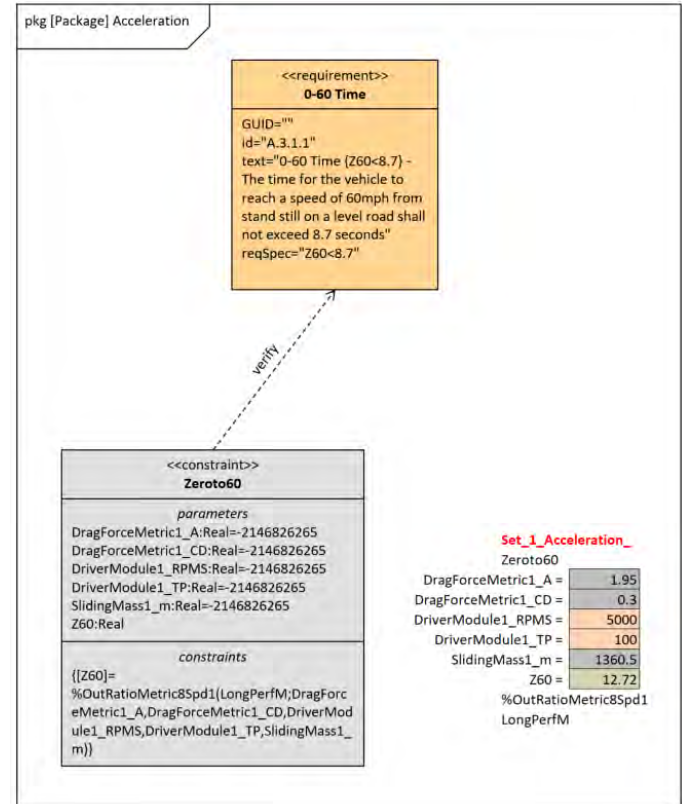 pkg [Package] Acceleration
<<requirement>>
0-60 Time
GUID=""
id="A.3.1.1"
text="0-60 Time {Z60<8.7} -
The time for the vehicle to
reach a speed of 60mph from
stand still on a level road shall
not exceed 8.7 seconds"
reqSpec="Z60<8.7"
verify
<<constraint>>
Zeroto60
parameters
DragForceMetric1_A:Real=-2146826265
DragForceMetric1_CD:Real=-2146826265
DriverModule1_RPMS:Real=-2146826265
DriverModule1_TP:Real=-2146826265
SlidingMass1_m:Real=-2146826265
Z60:Real
constraints
{[Z60]=
%OutRatioMetric8Spd1(LongPerfM;DragForc
eMetric1_A,DragForceMetric1_CD,DriverMod
ule1_RPMS,DriverModule1_TP,SlidingMass1_
m)}
Set_1_Acceleration_
Zeroto60
DragForceMetric1_A = 1.95
DragForceMetric1_CD = 0.3
DriverModule1_RPMS = 5000
DriverModule1_TP = 100
SlidingMass1_m = 1360.5
Z60 = 12.72
%OutRatioMetric8Spd1
LongPerfM